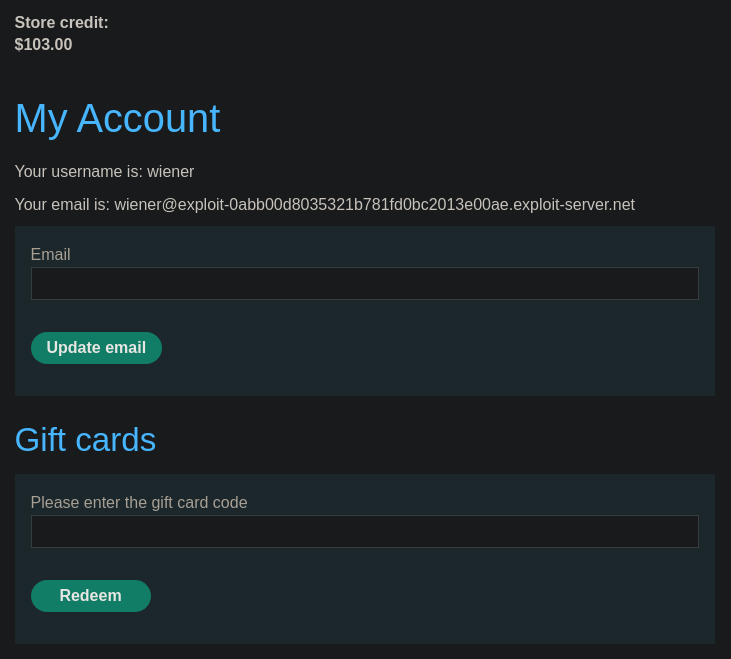 Store credit:
$103.00
My Account
Your username is: wiener
Your email is: wiener@exploit-0abb00d8035321b781fd0bc2013e00ae.exploit-server.net
Email
Update email
Gift cards
Please enter the gift card code
Redeem